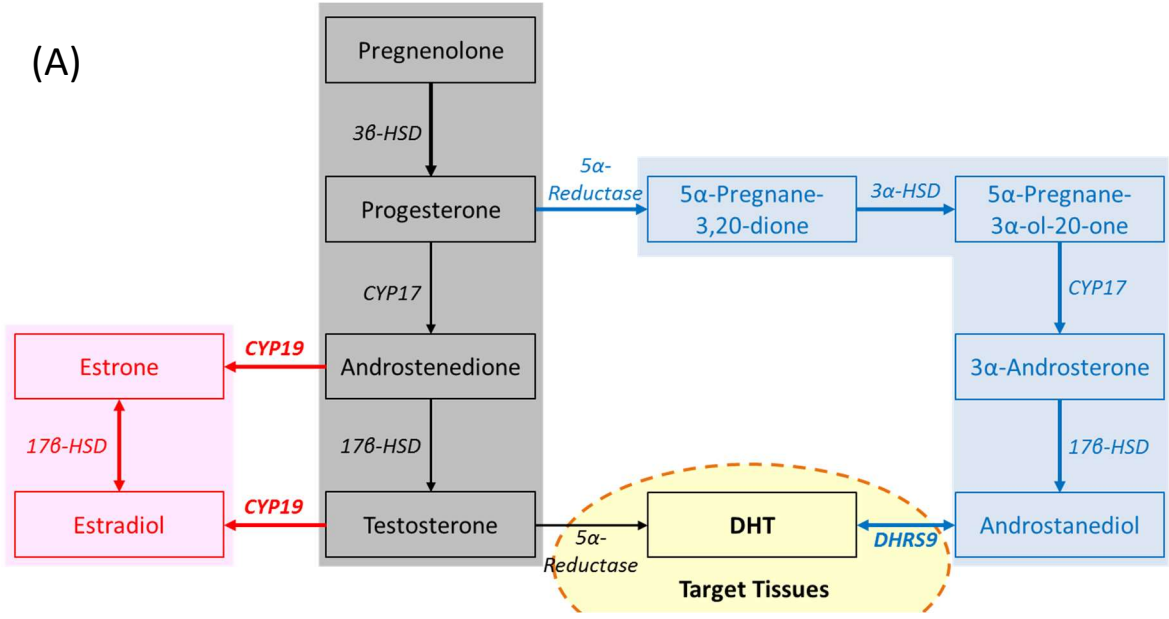 (A)
Pregnenolone
3β-HSD
5α-
Reductase
3α-HSD
Progesterone
5α-Pregnane-
3,20-dione
5α-Pregnane-
3α-ol-20-one
CYP17
CYP17
CYP19
Estrone
Androstenedione
3α-Androsterone
17β-HSD
17β-HSD
17β-HSD
CYP19
Estradiol
Testosterone
DHT
Androstanediol
5α-
Reductase
DHRS9
Target Tissues